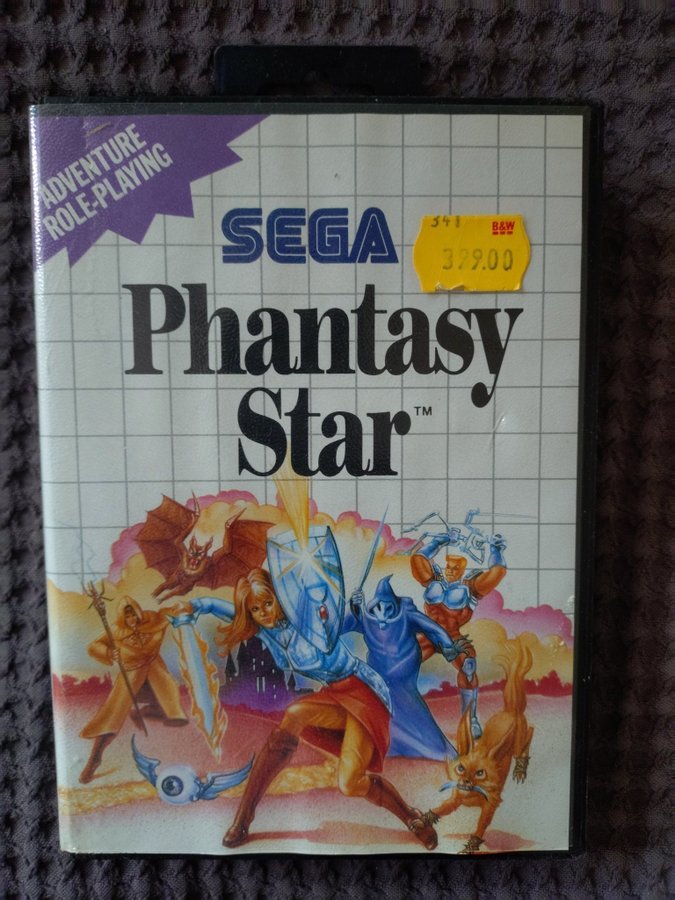 ADVENTURE
ROLE-PLAYING
SEGA
341 B&W
399.00
Phantasy
Star™